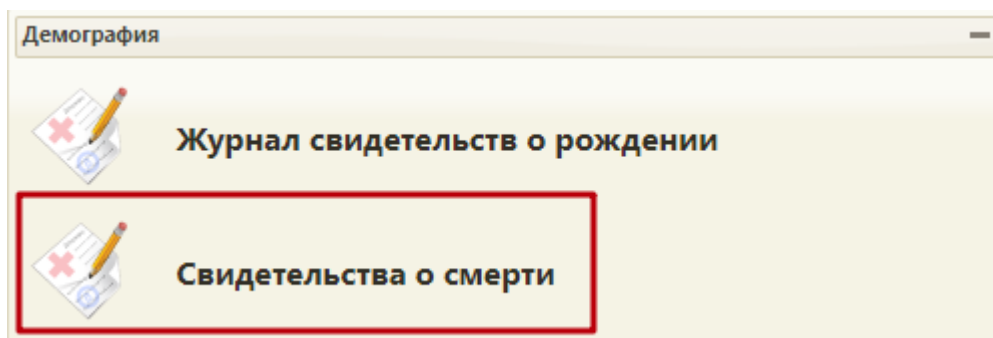 Демография
Журнал свидетельств о рождении
Свидетельства о смерти